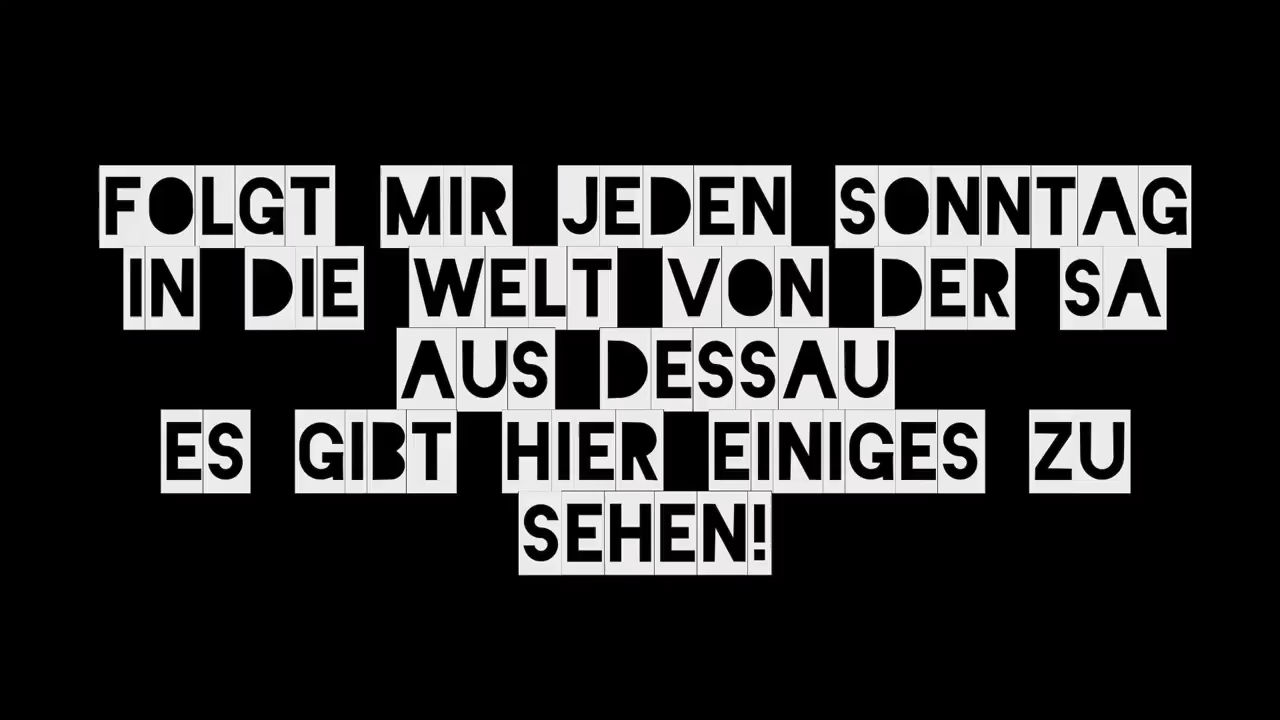 FOLGT MIR JEDEN SONNTAG
IN DIE WELT VON DER SA
AUS DESSAU
ES GIBT HIER EINIGES ZU
SEHEN!